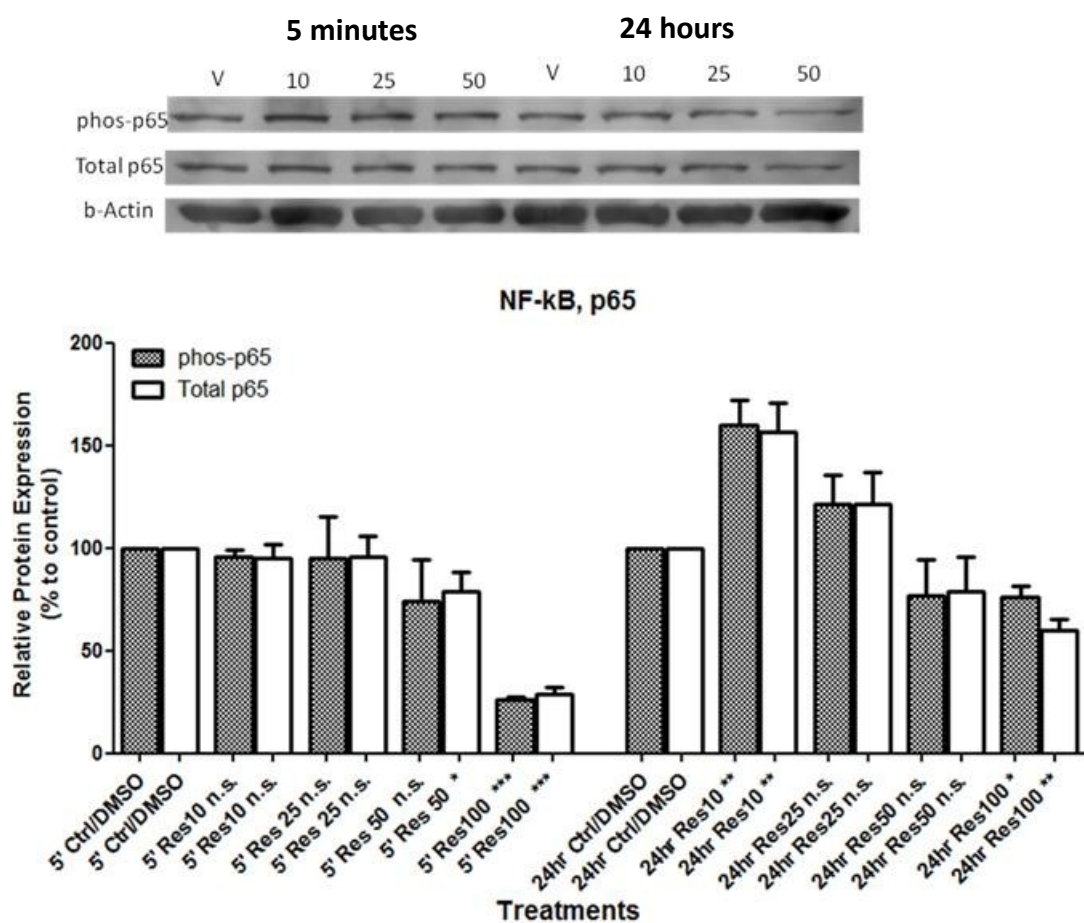 5 minutes 24 hours
V 10 25 50 V 10 25 50
phos-p65
Total p65
b-Actin
NF-kB, p65
200
150
100
50
0
phos-p65
Total p65
Relative Protein Expression
(% to control)
5' Ctrl/DMSO
5' Ctrl/DMSO
5' Res10 n.s.
5' Res10 n.s.
5' Res 25 n.s.
5' Res 25 n.s.
5' Res 50 n.s.
5' Res 50 *
5' Res100 ***
5' Res100 ***
24hr Ctrl/DMSO
24hr Ctrl/DMSO
24hr Res10 **
24hr Res10 **
24hr Res25 n.s.
24hr Res25 n.s.
24hr Res50 n.s.
24hr Res50 n.s.
24hr Res100 *
24hr Res100 **
Treatments